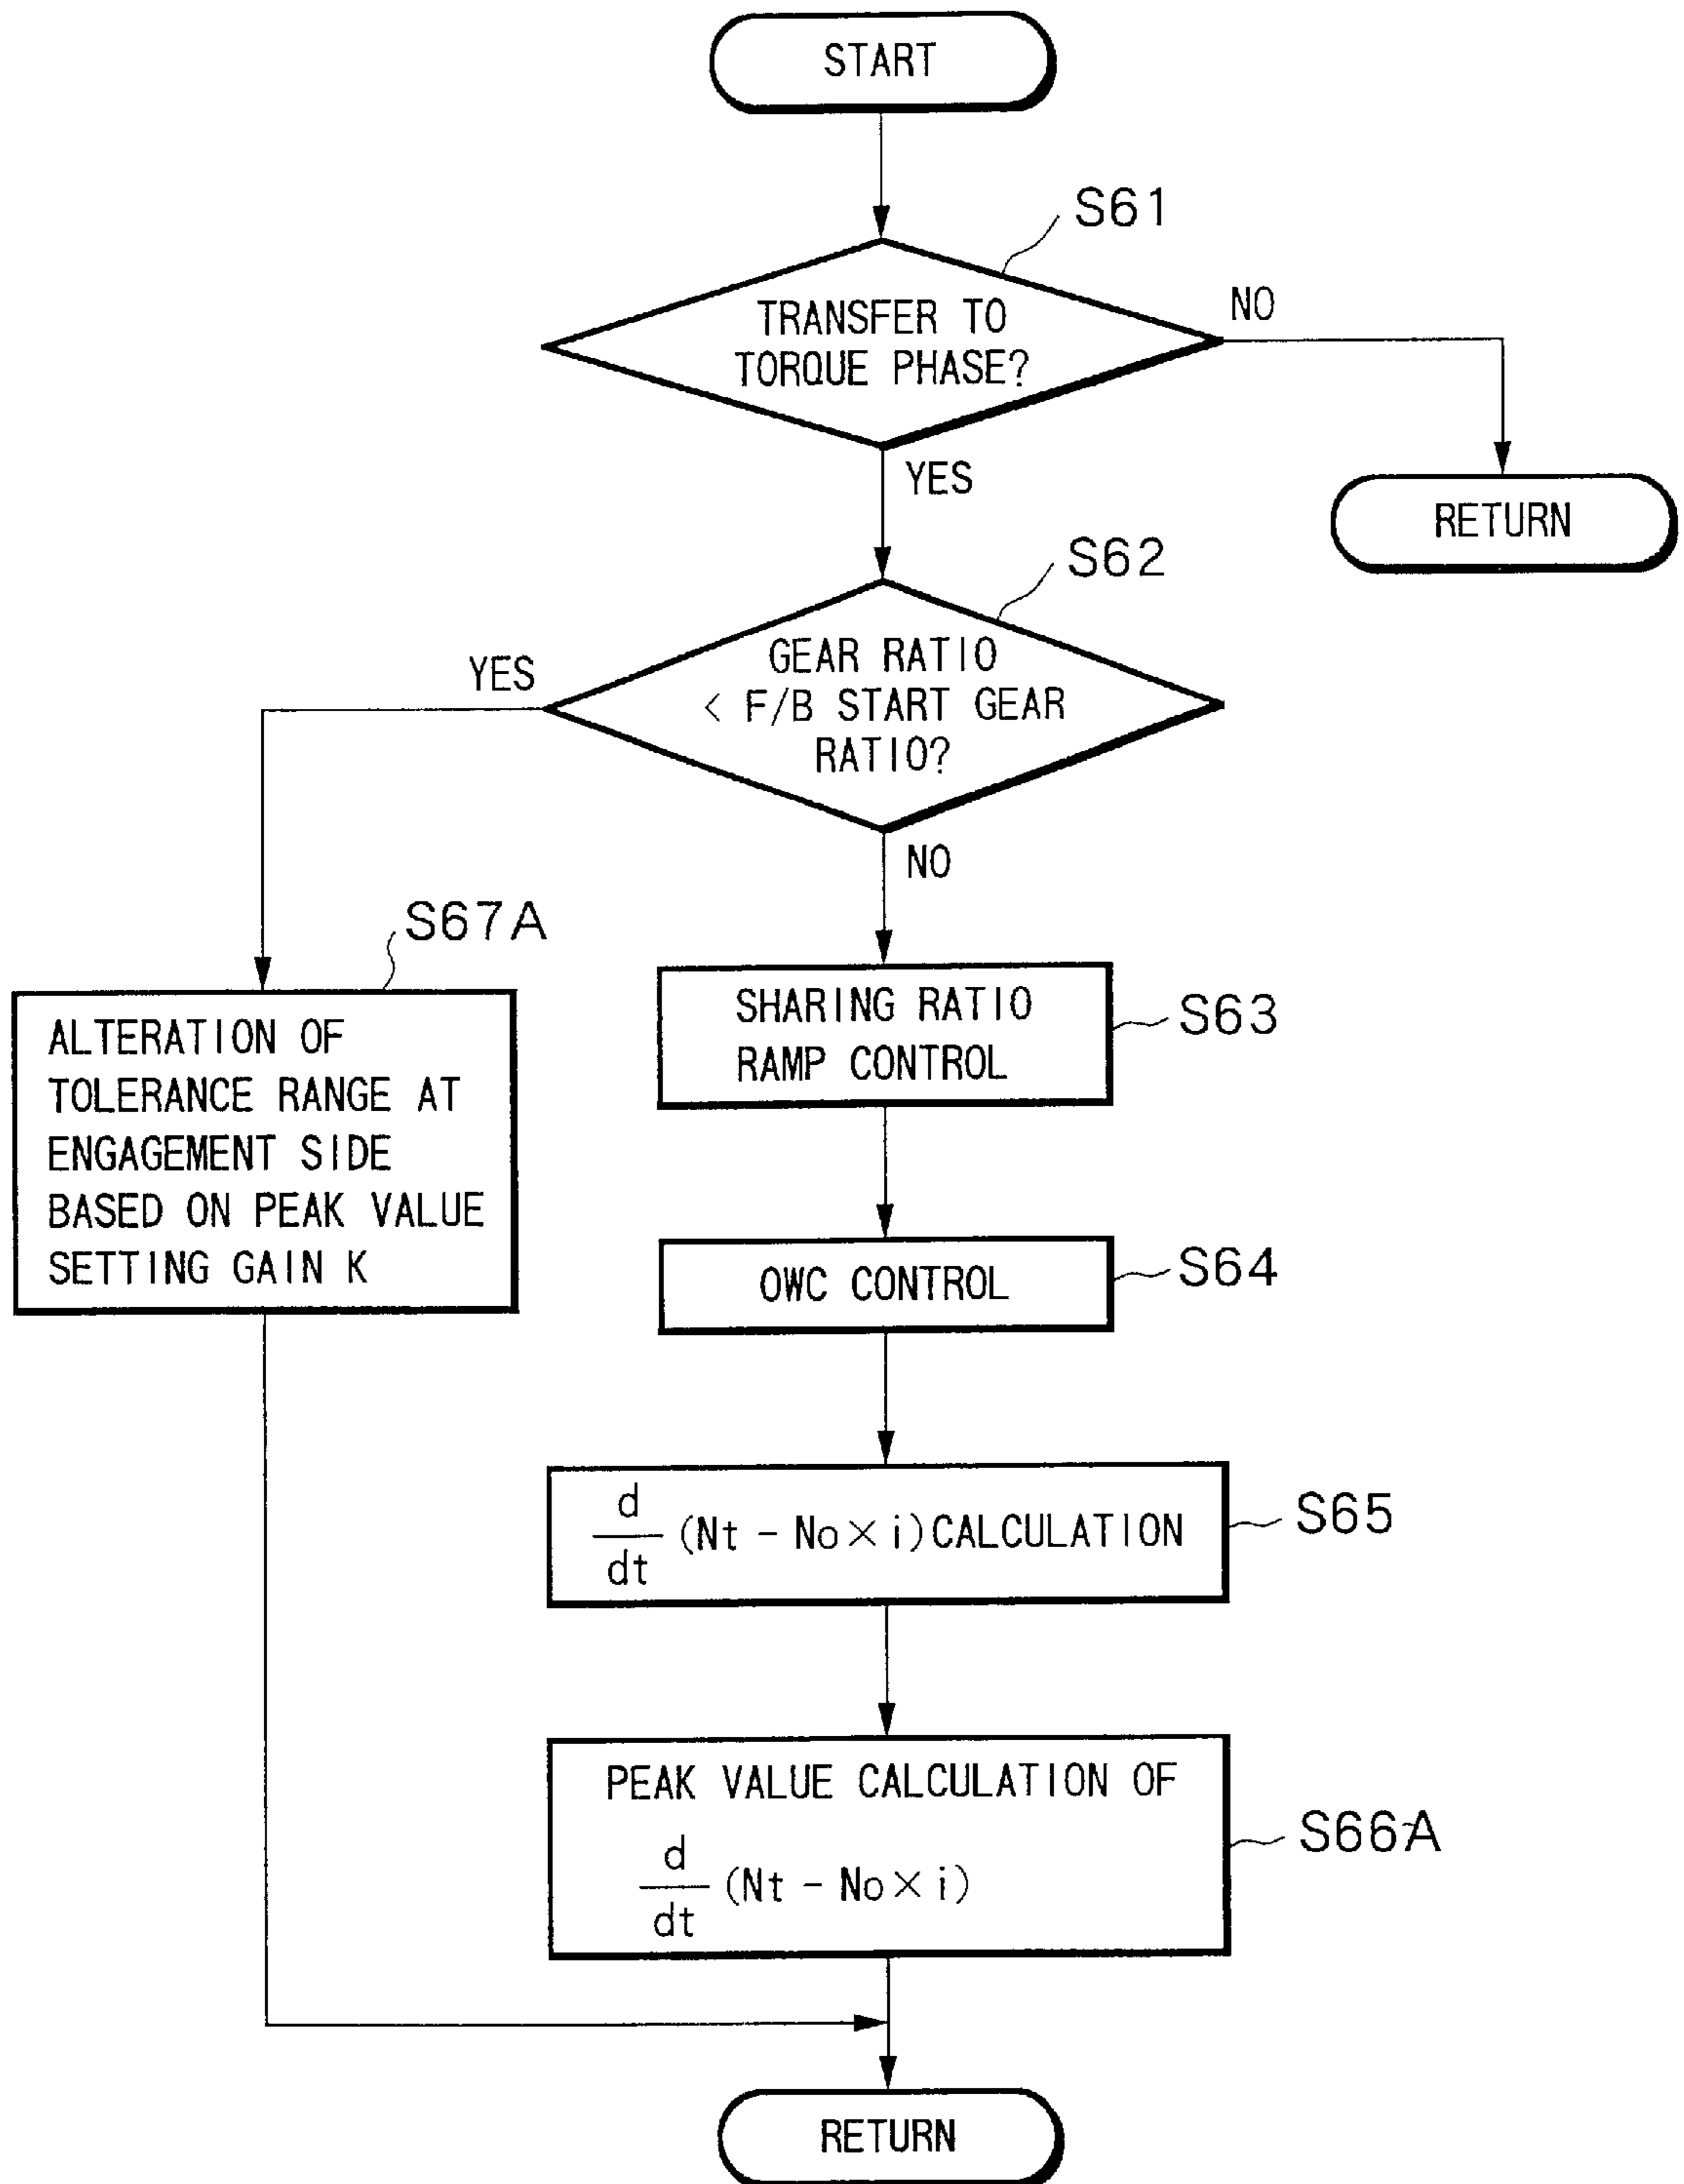 START
S61
TRANSFER TO
TORQUE PHASE?
NO
YES
RETURN
S62
GEAR RATIO
< F/B START GEAR
RATIO?
YES
NO
S67A
ALTERATION OF
TOLERANCE RANGE AT
ENGAGEMENT SIDE
BASED ON PEAK VALUE
SETTING GAIN K
SHARING RATIO
RAMP CONTROL
S63
OWC CONTROL
S64
d
dt
(Nt - No × i) CALCULATION
S65
PEAK VALUE CALCULATION OF
d
dt
(Nt - No × i)
S66A
RETURN